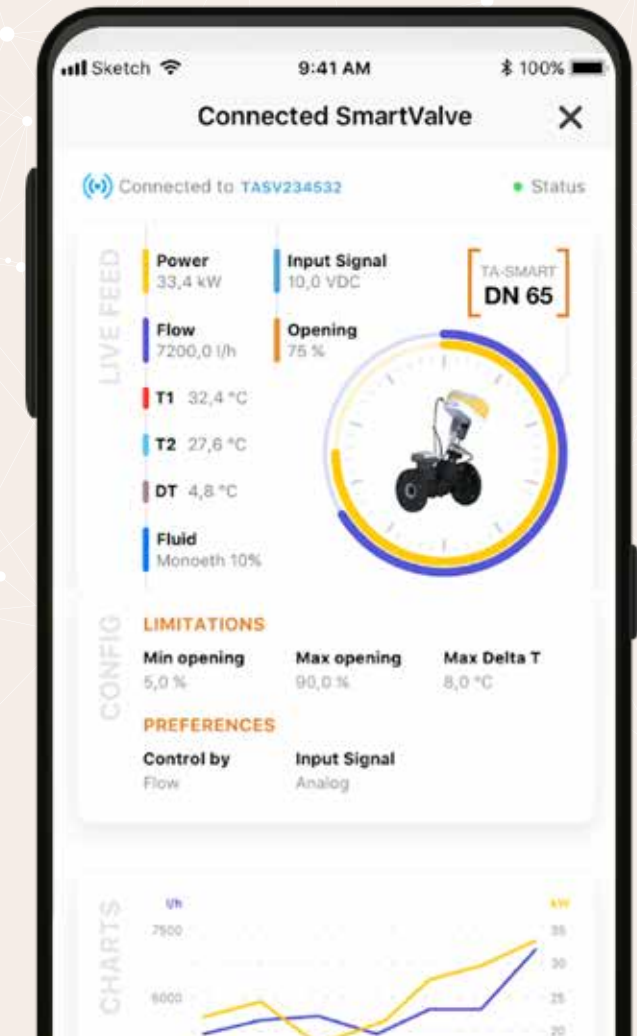 Sketch 9:41 AM 100%
Connected SmartValve
Connected to TASV234532 Status
LIVE FEED
Power
33,4 kW
Input Signal
10,0 VDC
TA-SMART
DN 65
Flow
7200,0 l/h
Opening
75 %
T1 32,4 °C
T2 27,6 °C
DT 4,8 °C
Fluid
Monoeth 10%
CONFIG
LIMITATIONS
Min opening
5,0 %
Max opening
90,0 %
Max Delta T
8,0 °C
PREFERENCES
Control by
Flow
Input Signal
Analog
CHARTS
l/h kW
7500 35
30
6000 25
20